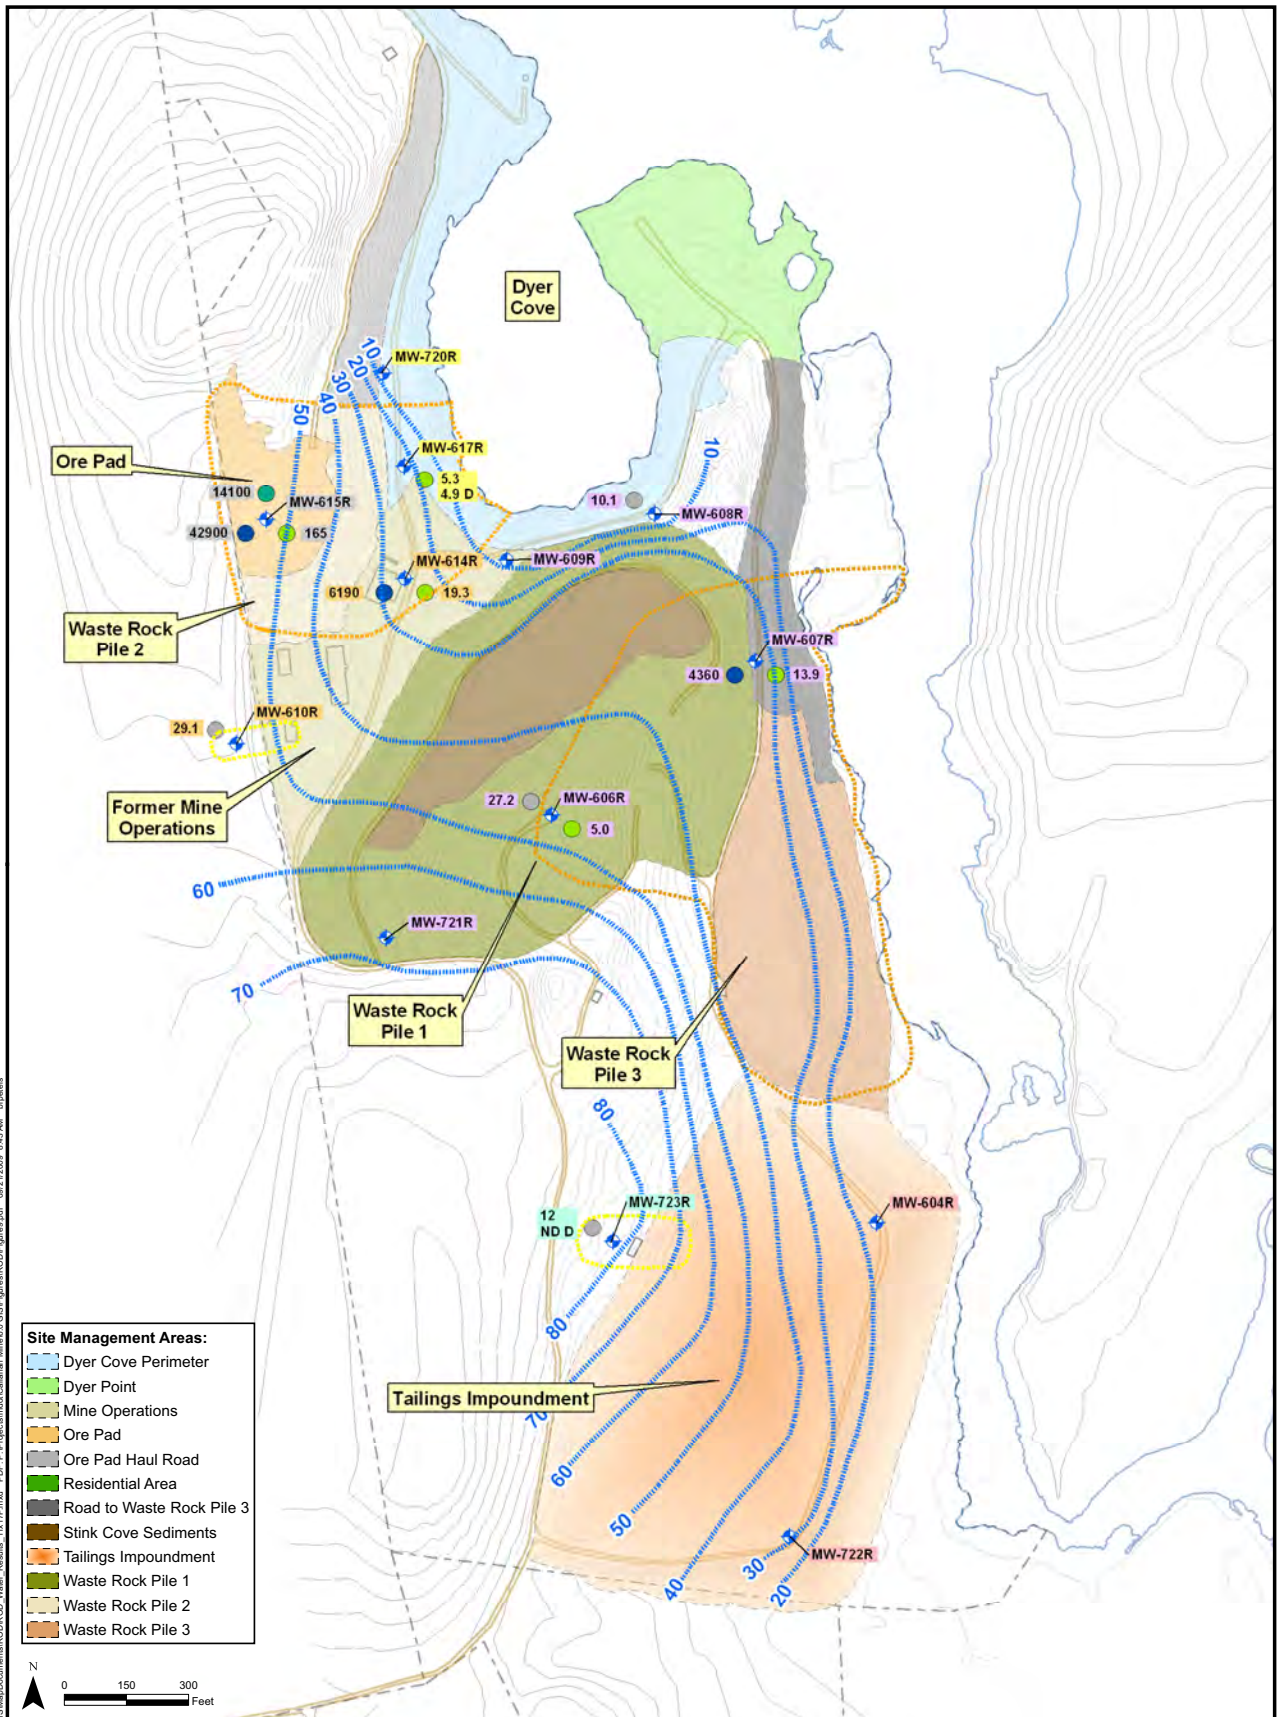 Dyer
Cove
10
20
30
40
50
MW-720R
MW-617R
5.3
4.9 D
Ore Pad
14100
MW-615R
42900
165
10
10.1
MW-608R
MW-609R
MW-614R
6190
19.3
Waste Rock
Pile 2
MW-607R
4360
13.9
MW-610R
29.1
Former Mine
Operations
27.2
MW-606R
5.0
60
MW-721R
70
Waste Rock
Pile 1
Waste Rock
Pile 3
80
MW-723R
12
ND D
MW-604R
80
Tailings Impoundment
70
60
50
40
30
20
MW-722R
Site Management Areas:
Dyer Cove Perimeter
Dyer Point
Mine Operations
Ore Pad
Ore Pad Haul Road
Residential Area
Road to Waste Rock Pile 3
Stink Cove Sediments
Tailings Impoundment
Waste Rock Pile 1
Waste Rock Pile 2
Waste Rock Pile 3
N
0 150 300
Feet